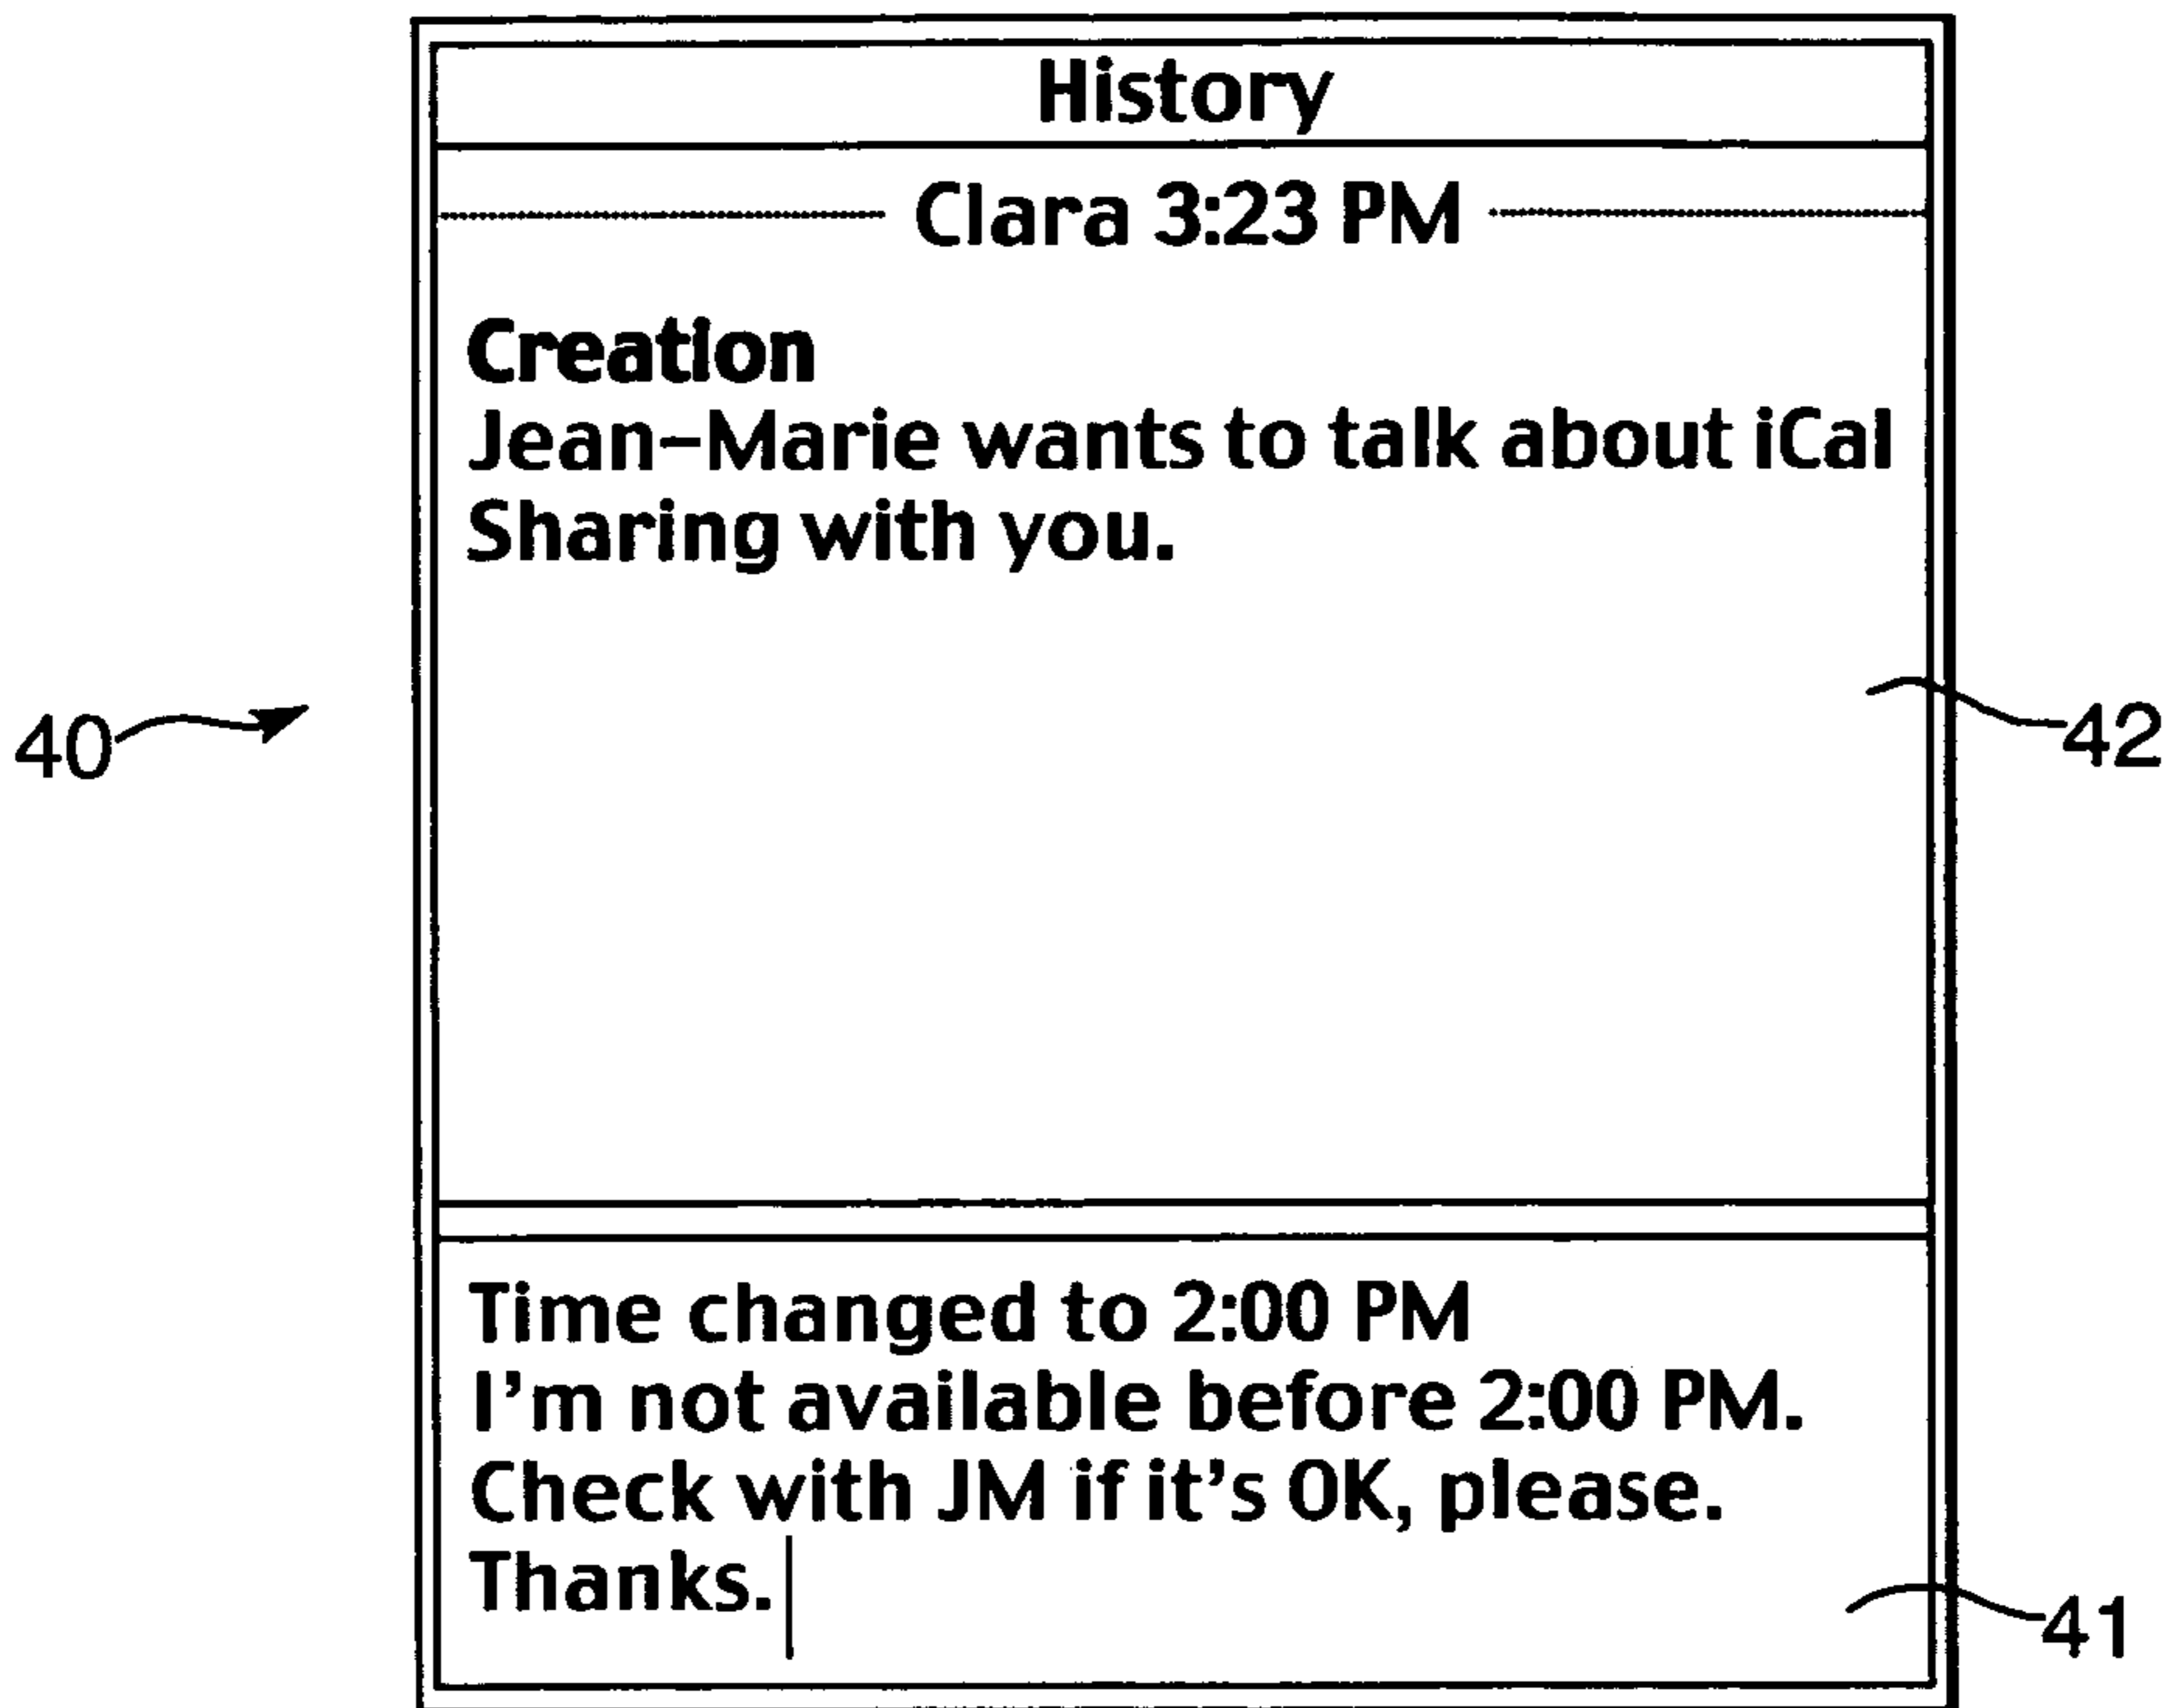 History
Clara 3:23 PM
Creation
Jean-Marie wants to talk about iCal
Sharing with you.
40
42
Time changed to 2:00 PM
I'm not available before 2:00 PM.
Check with JM if it's OK, please.
Thanks.
41